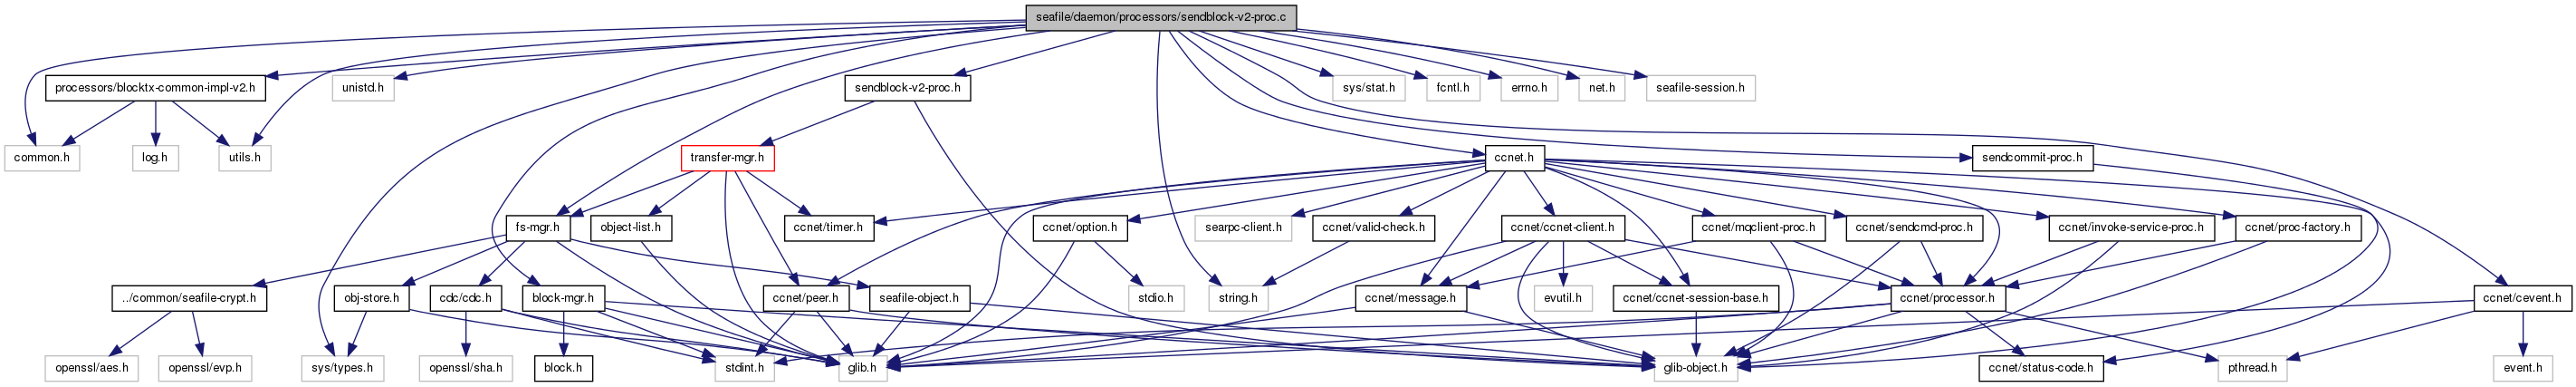 seafile/daemon/processors/sendblock-v2-proc.c
processors/blocktx-common-impl-v2.h
unistd.h
sendblock-v2-proc.h
sys/stat.h
fcntl.h
errno.h
net.h
seafile-session.h
common.h
log.h
utils.h
transfer-mgr.h
ccnet.h
sendcommit-proc.h
fs-mgr.h
object-list.h
ccnet/timer.h
ccnet/option.h
searpc-client.h
ccnet/valid-check.h
ccnet/ccnet-client.h
ccnet/mqclient-proc.h
ccnet/sendcmd-proc.h
ccnet/invoke-service-proc.h
ccnet/proc-factory.h
../common/seafile-crypt.h
obj-store.h
cdc/cdc.h
block-mgr.h
ccnet/peer.h
seafile-object.h
stdio.h
string.h
ccnet/message.h
evutil.h
ccnet/ccnet-session-base.h
ccnet/processor.h
ccnet/cevent.h
openssl/aes.h
openssl/evp.h
sys/types.h
openssl/sha.h
block.h
stdint.h
glib.h
glib-object.h
ccnet/status-code.h
pthread.h
event.h